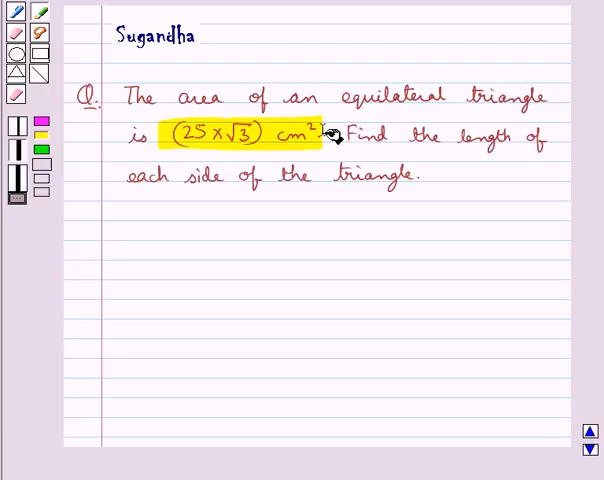 Sugandha
Q. The area of an equilateral triangle
is (25 × √3) cm². Find the length of
each side of the triangle.